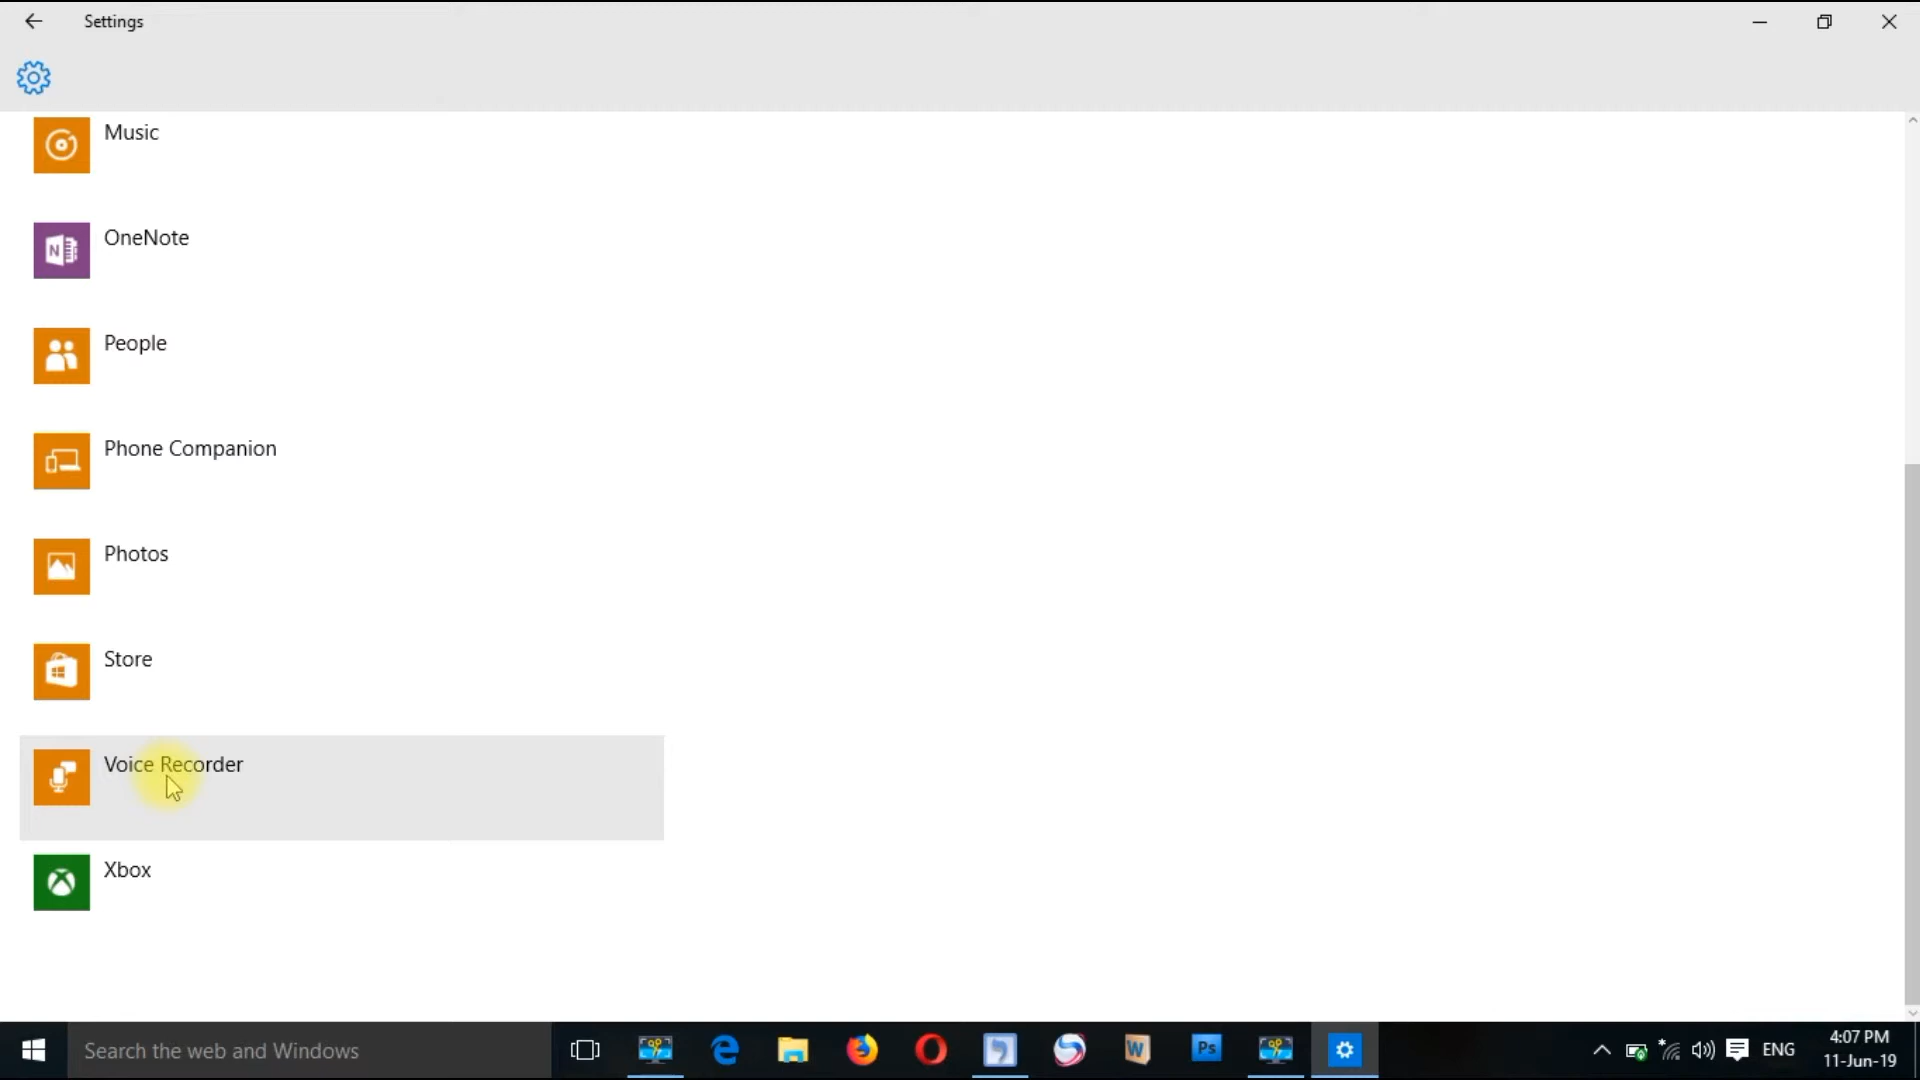 Settings
Music
OneNote
People
Phone Companion
Photos
Store
Voice Recorder
Xbox
Search the web and Windows
W
Ps
ENG
4:07 PM
11-Jun-19